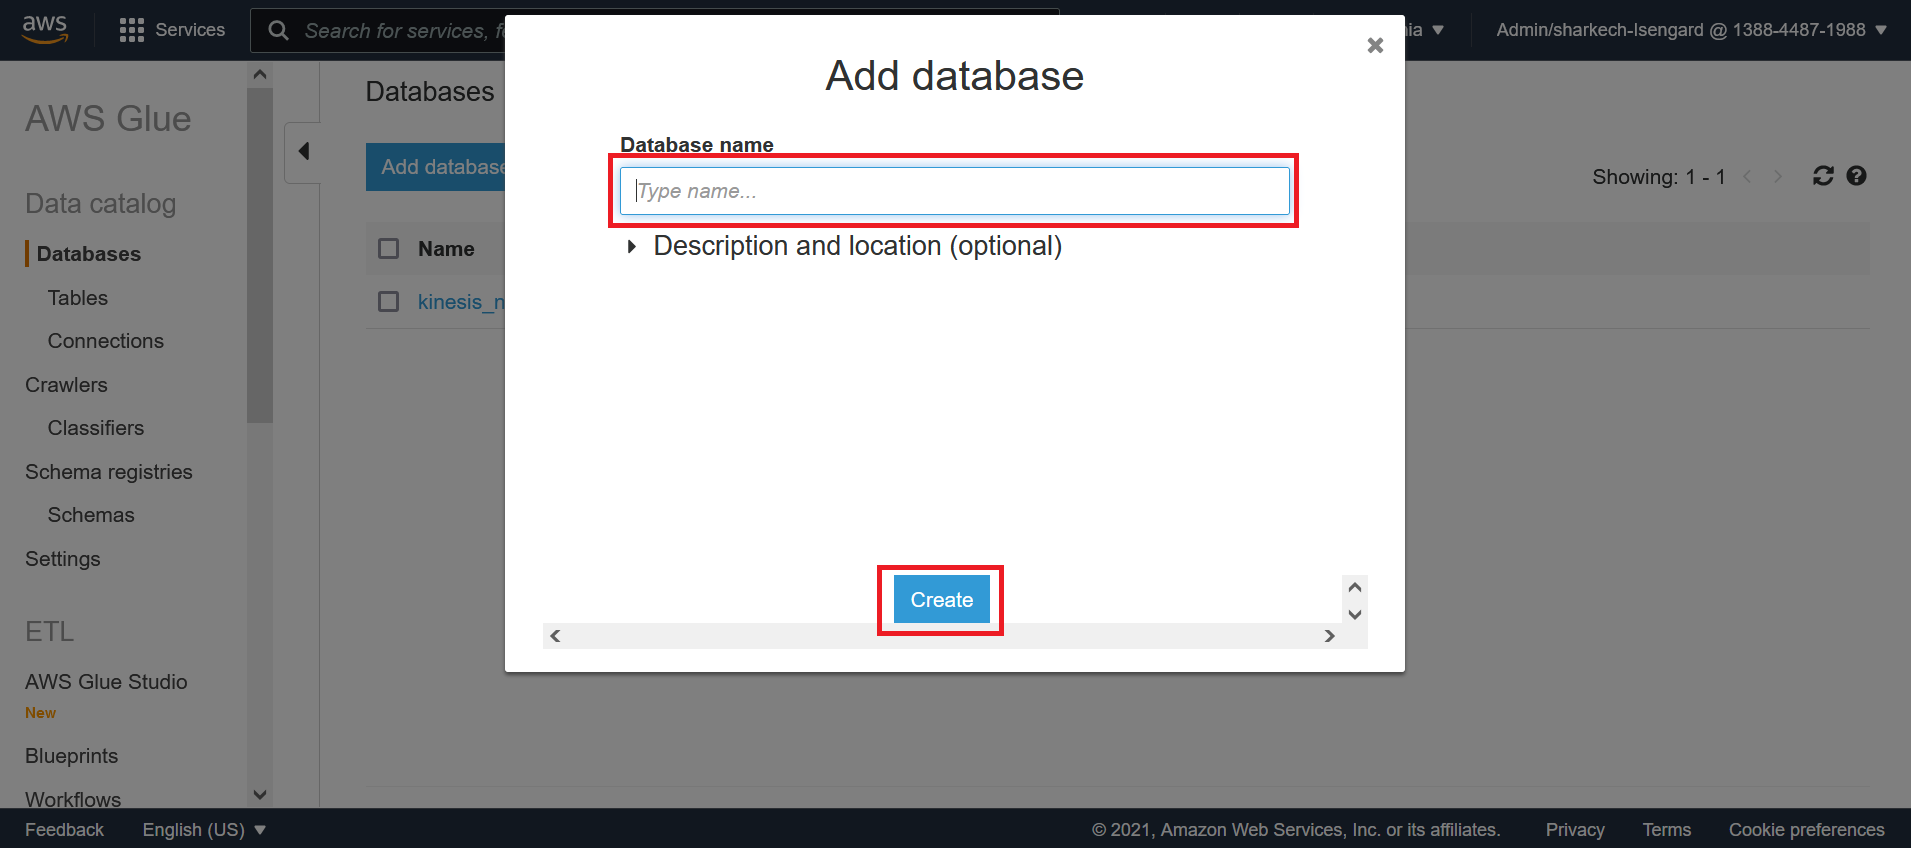 aws
Services
Search for services, f
ia
Admin/sharkech-Isengard @ 1388-4487-1988
AWS Glue
Data catalog
Databases
Tables
Connections
Crawlers
Classifiers
Schema registries
Schemas
Settings
ETL
AWS Glue Studio
New
Blueprints
Workflows
Databases
Add database
Showing: 1 - 1
Name
kinesis_n
Add database
Database name
Type name...
Description and location (optional)
Create
Feedback
English (US)
© 2021, Amazon Web Services, Inc. or its affiliates.
Privacy
Terms
Cookie preferences